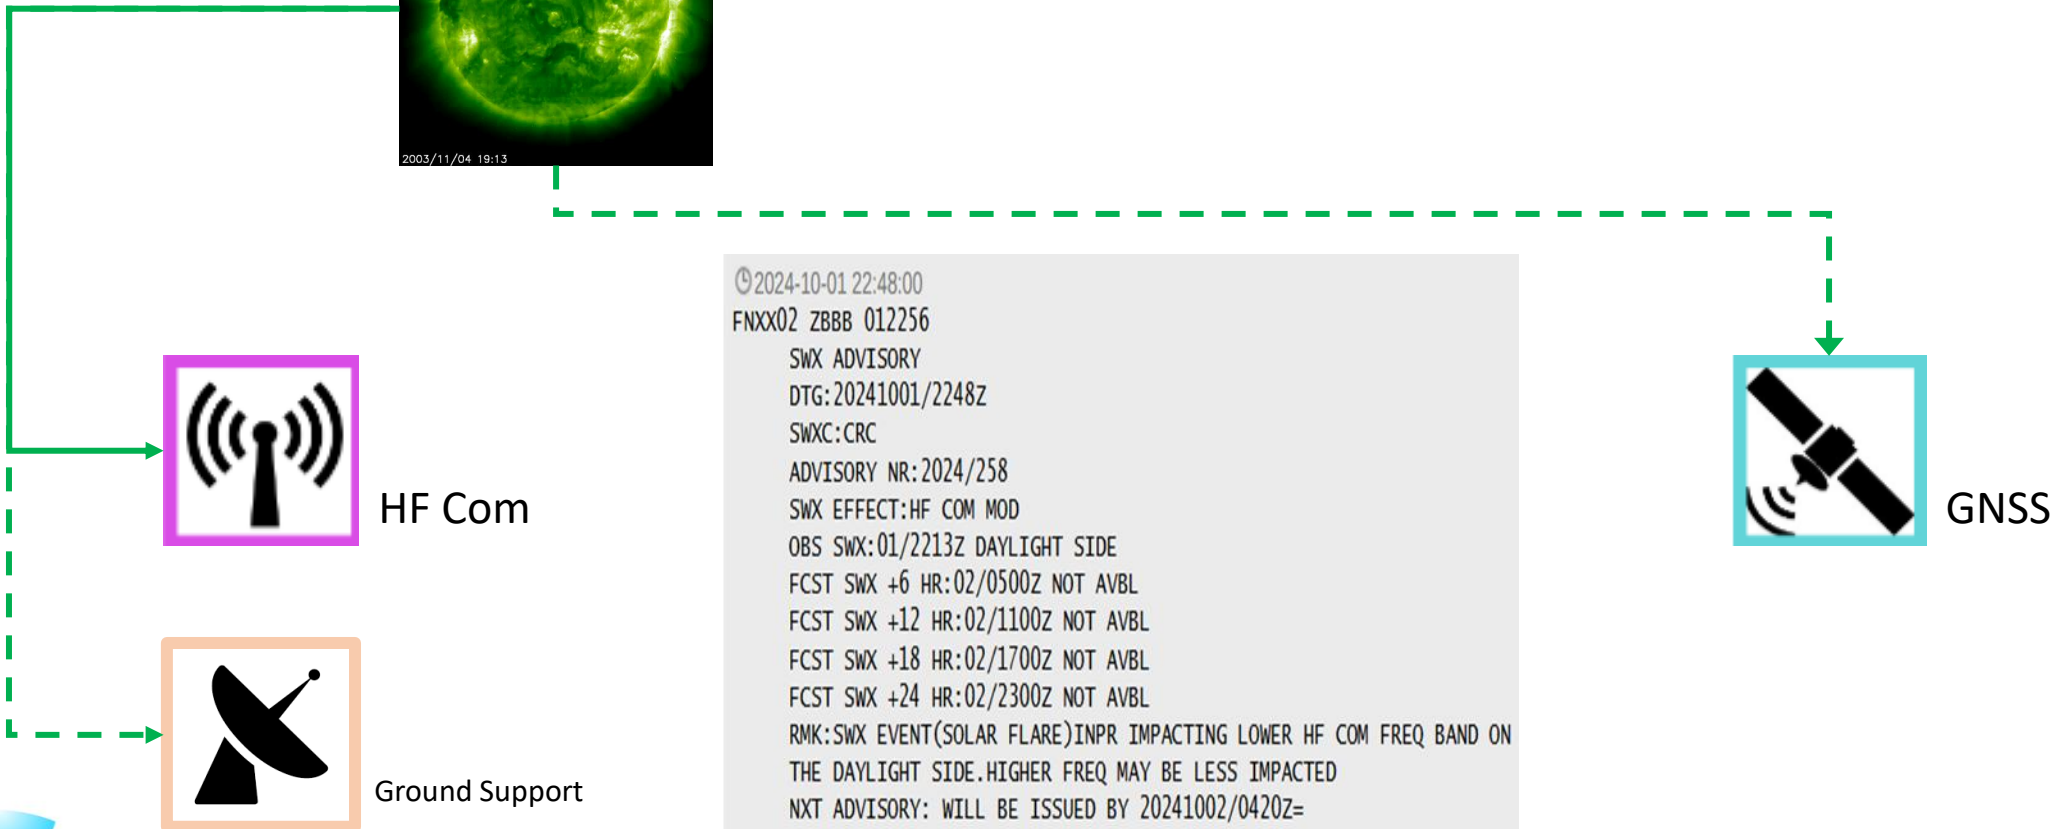 2003/11/04 19:13
2024-10-01 22:48:00
FNXX02 ZBBB 012256
SWX ADVISORY
DTG:20241001/2248Z
SWXC:CRC
ADVISORY NR:2024/258
SWX EFFECT:HF COM MOD
OBS SWX:01/2213Z DAYLIGHT SIDE
FCST SWX +6 HR:02/0500Z NOT AVBL
FCST SWX +12 HR:02/1100Z NOT AVBL
FCST SWX +18 HR:02/1700Z NOT AVBL
FCST SWX +24 HR:02/2300Z NOT AVBL
RMK:SWX EVENT(SOLAR FLARE)INPR IMPACTING LOWER HF COM FREQ BAND ON
THE DAYLIGHT SIDE.HIGHER FREQ MAY BE LESS IMPACTED
NXT ADVISORY: WILL BE ISSUED BY 20241002/0420Z=
HF Com
GNSS
Ground Support